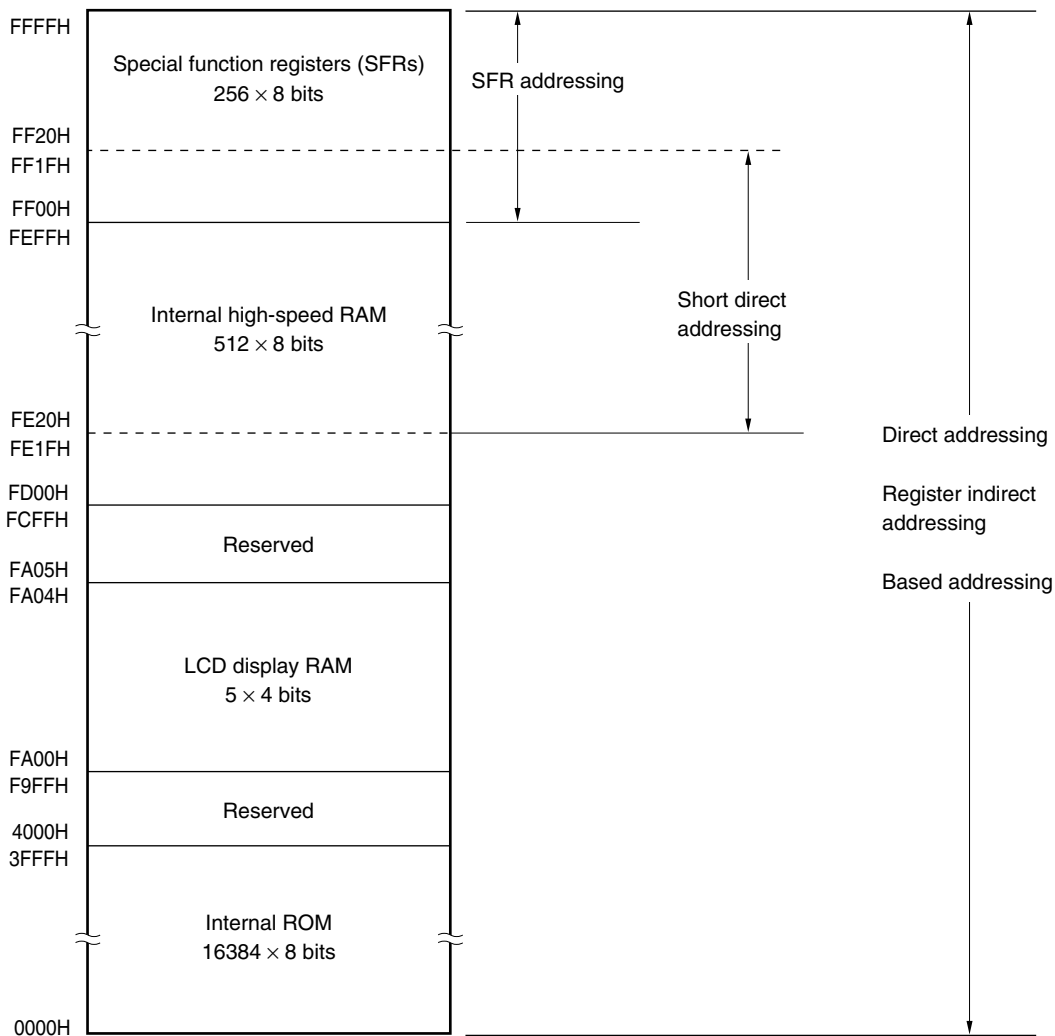 FFFFH
Special function registers (SFRs)
256 × 8 bits
SFR addressing
FF20H
FF1FH
FF00H
FEFFH
Internal high-speed RAM
512 × 8 bits
Short direct
addressing
FE20H
FE1FH
Direct addressing
Register indirect
addressing
Based addressing
FD00H
FCFFH
Reserved
FA05H
FA04H
LCD display RAM
5 × 4 bits
FA00H
F9FFH
Reserved
4000H
3FFFH
Internal ROM
16384 × 8 bits
0000H